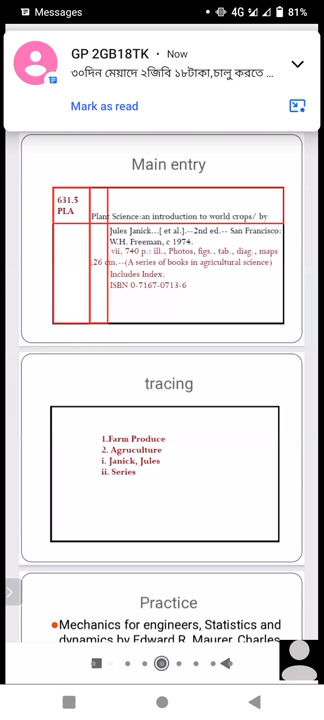 Messages
4G 81%
GP 2GB18TK • Now
৩০দিন মেয়াদে ২জিবি ১৮টাকা,চালু করতে ...
Mark as read
Main entry
631.5
PLA
Plant Science:an introduction to world crops/ by
Jules Janick...[ et al.].--2nd ed.-- San Francisco:
W.H. Freeman, c 1974.
vii, 740 p.: ill., Photos, figs., tab., diag., maps
;26 cm.--(A series of books in agricultural science)
Includes Index.
ISBN 0-7167-0713-6
tracing
1.Farm Produce
2. Agruculture
i. Janick, Jules
ii. Series
Practice
Mechanics for engineers, Statistics and
dynamics by Edward R. Maurer, Charles